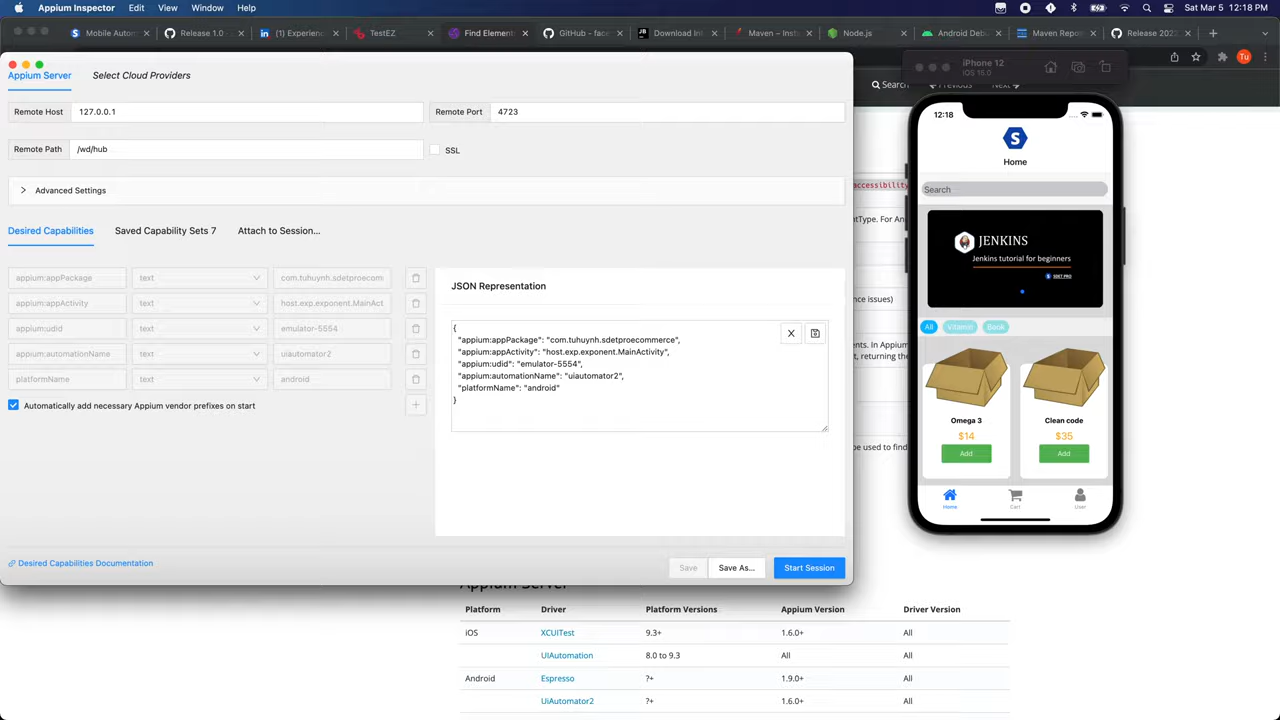 Appium Inspector Edit View Window Help Sat Mar 5 12:18 PM
Mobile Autom
Release 1.0
(1) Experienc
TestEZ
Find Element
GitHub - face
Download Int
Maven – Inst
Node.js
Android Deb
Maven Repos
Release 2022
Tu
Appium Server
Select Cloud Providers
Search
Previous
Next
Remote Host 127.0.0.1
Remote Port 4723
Remote Path /wd/hub
SSL
Advanced Settings
accessibility
ntType. For An
Desired Capabilities
Saved Capability Sets 7
Attach to Session...
appium:appPackage text com.tuhuynh.sdetproecom
appium:appActivity text host.exp.exponent.MainAct
appium:udid text emulator-5554
appium:automationName text uiautomator2
platformName text android
Automatically add necessary Appium vendor prefixes on start
JSON Representation
{
"appium:appPackage": "com.tuhuynh.sdetproecommerce",
"appium:appActivity": "host.exp.exponent.MainActivity",
"appium:udid": "emulator-5554",
"appium:automationName": "uiautomator2",
"platformName": "android"
}
nce issues)
ents. In Appium
t, returning the
be used to find
Desired Capabilities Documentation
Save
Save As...
Start Session
iPhone 12
iOS 15.0
12:18
S
Home
Search
JENKINS
Jenkins tutorial for beginners
SDET PRO
All
Vitamin
Book
Omega 3
$14
Add
Clean code
$35
Add
Home
Cart
User
Appium Server
Platform Driver Platform Versions Appium Version Driver Version
iOS XCUITest 9.3+ 1.6.0+ All
UIAutomation 8.0 to 9.3 All All
Android Espresso ?+ 1.9.0+ All
UiAutomator2 ?+ 1.6.0+ All